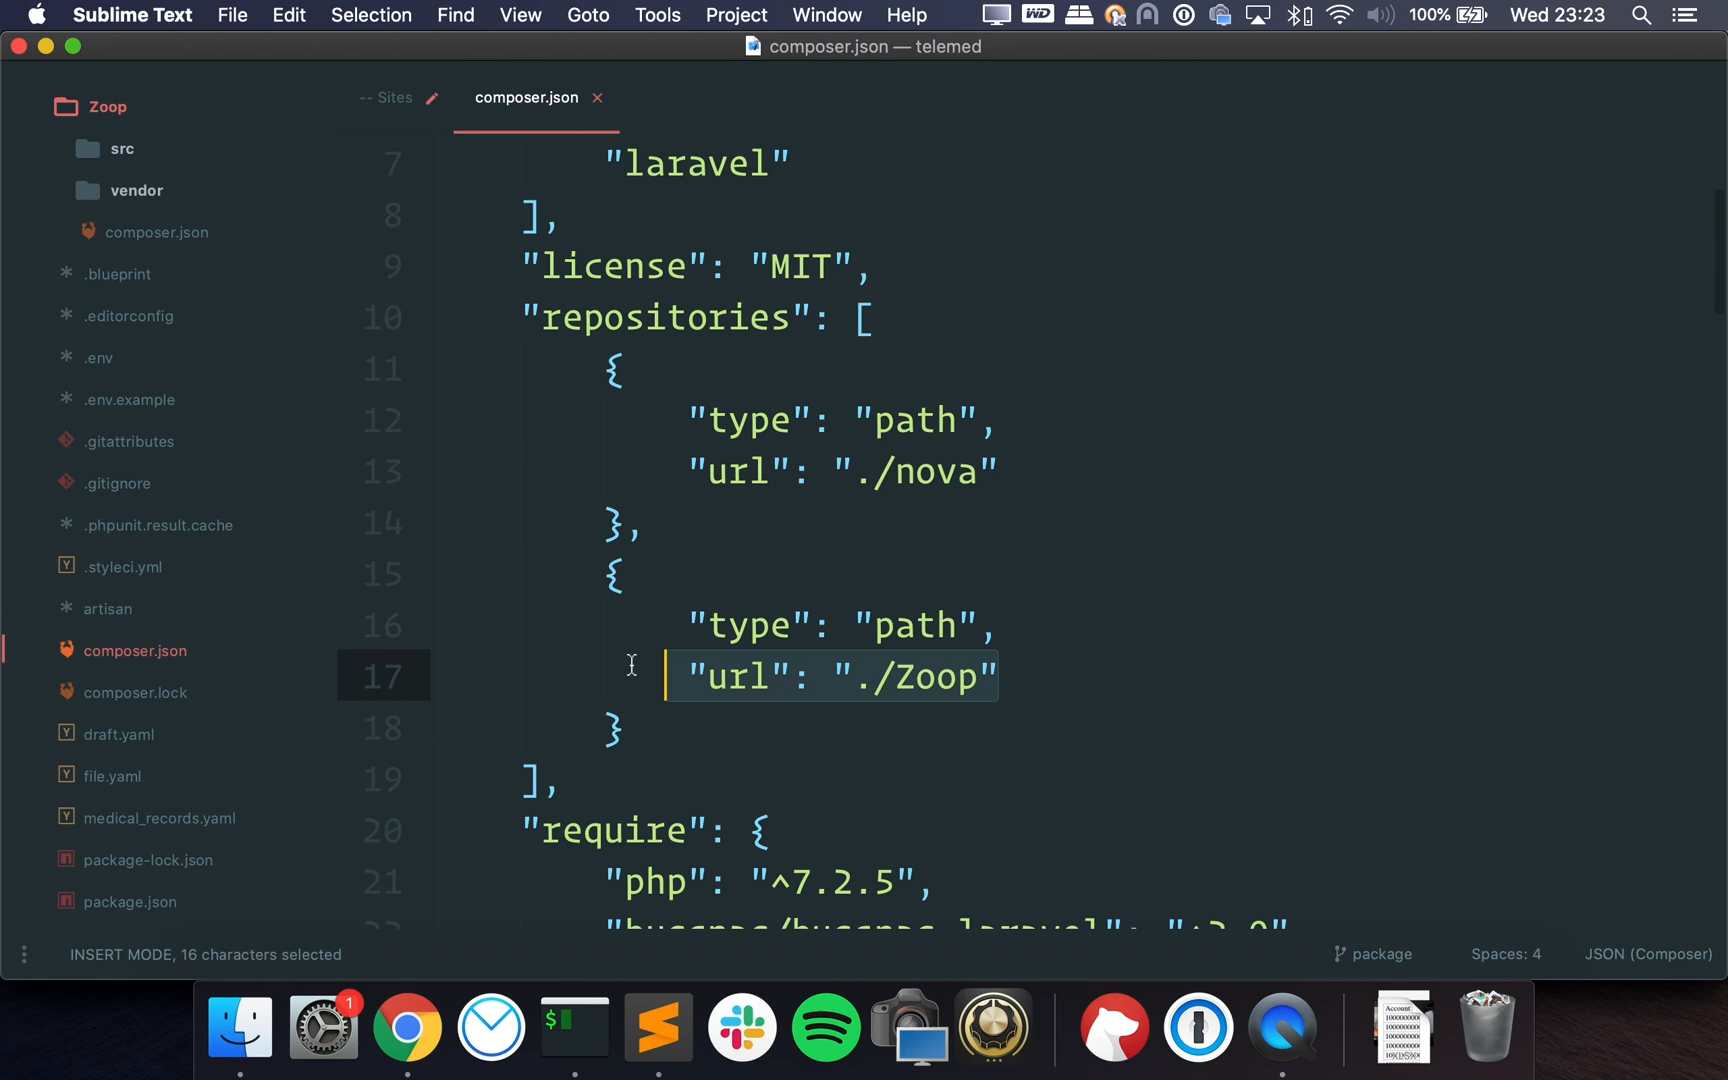 Sublime Text File Edit Selection Find View Goto Tools Project Window Help WD 100% Wed 23:23
composer.json — telemed
-- Sites composer.json ×
Zoop
src
vendor
composer.json
.blueprint
.editorconfig
.env
.env.example
.gitattributes
.gitignore
.phpunit.result.cache
.styleci.yml
artisan
composer.json
composer.lock
draft.yaml
file.yaml
medical_records.yaml
package-lock.json
package.json
7 "laravel"
8 ],
9 "license": "MIT",
10 "repositories": [
11 {
12 "type": "path",
13 "url": "./nova"
14 },
15 {
16 "type": "path",
17 "url": "./Zoop"
18 }
19 ],
20 "require": {
21 "php": "^7.2.5",
INSERT MODE, 16 characters selected package Spaces: 4 JSON (Composer)
1
$
Account
XLSX